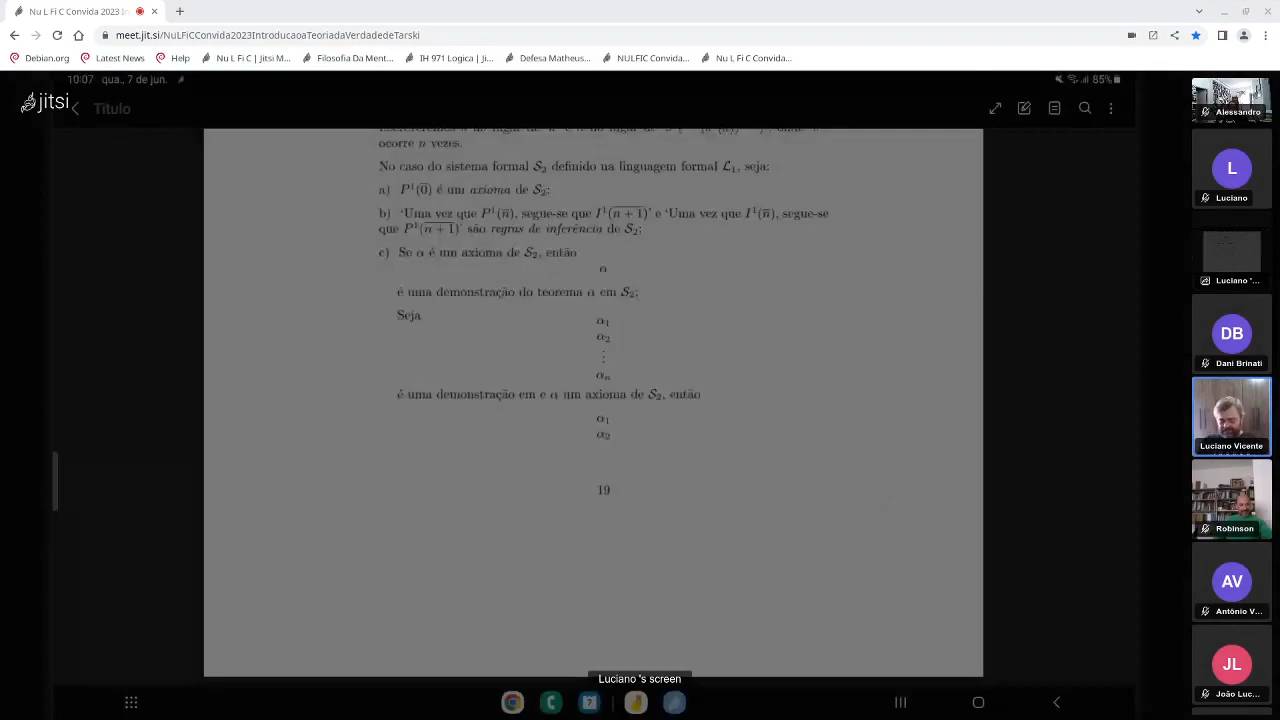 Nu L Fi C Convida 2023 In
meet.jit.si/NuLFiCConvida2023IntroducaoaTeoriadaVerdadedeTarski
Debian.org Latest News Help Nu L Fi C | Jitsi M... Filosofia Da Ment... IH 971 Logica | Ji... Defesa Matheus... NULFIC Convida... Nu L Fi C Convida...
10:07 qua., 7 de jun. 85%
jitsi
Título
ocorre n vezes.
No caso do sistema formal S₂ definido na linguagem formal L₁, seja:
a) P¹(0̅) é um axioma de S₂;
b) ‘Uma vez que P¹(n̅), segue-se que I¹(n̅ ̅+̅ ̅1̅)’ e ‘Uma vez que I¹(n̅), segue-se
que P¹(n̅ ̅+̅ ̅1̅)’ são regras de inferência de S₂;
c) Se α é um axioma de S₂, então
α
é uma demonstração do teorema α em S₂;
Seja
α₁
α₂
⋮
αₙ
é uma demonstração em e α um axioma de S₂, então
α₁
α₂
19
Luciano 's screen
Alessandro
L
Luciano
Luciano '...
DB
Dani Brinati
Luciano Vicente
Robinson
AV
Antônio V...
JL
João Luc...